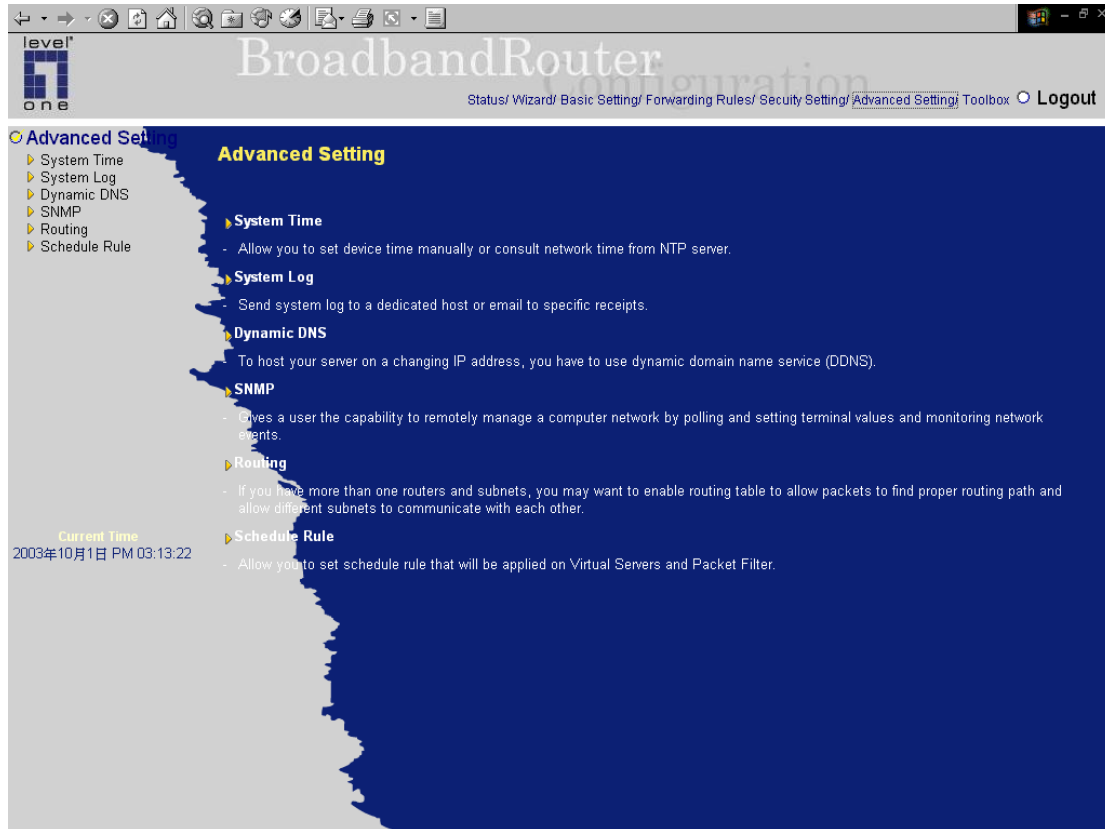 level
one
BroadbandRouter
Configuration
Status/ Wizard/ Basic Setting/ Forwarding Rules/ Secuity Setting/ Advanced Setting/ Toolbox Logout
Advanced Setting
System Time
System Log
Dynamic DNS
SNMP
Routing
Schedule Rule
Current Time
2003年10月1日 PM 03:13:22
Advanced Setting
System Time
- Allow you to set device time manually or consult network time from NTP server.
System Log
- Send system log to a dedicated host or email to specific receipts.
Dynamic DNS
- To host your server on a changing IP address, you have to use dynamic domain name service (DDNS).
SNMP
- Gives a user the capability to remotely manage a computer network by polling and setting terminal values and monitoring network
events.
Routing
- If you have more than one routers and subnets, you may want to enable routing table to allow packets to find proper routing path and
allow different subnets to communicate with each other.
Schedule Rule
- Allow you to set schedule rule that will be applied on Virtual Servers and Packet Filter.